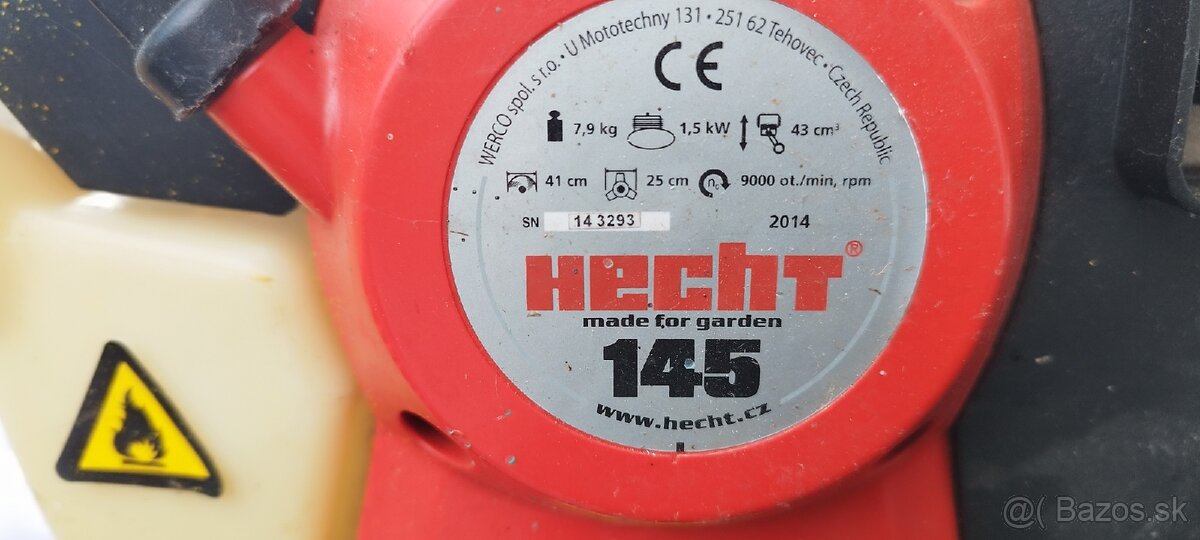 WERCO spol. s r.o. • U Mototechny 131 • 251 62 Tehovec • Czech Republic
CE
7,9 kg 1,5 kW 43 cm³
41 cm 25 cm n₀ 9000 ot./min, rpm
SN 14 3293 2014
HECHT®
made for garden
145
www.hecht.cz
@( Bazos.sk